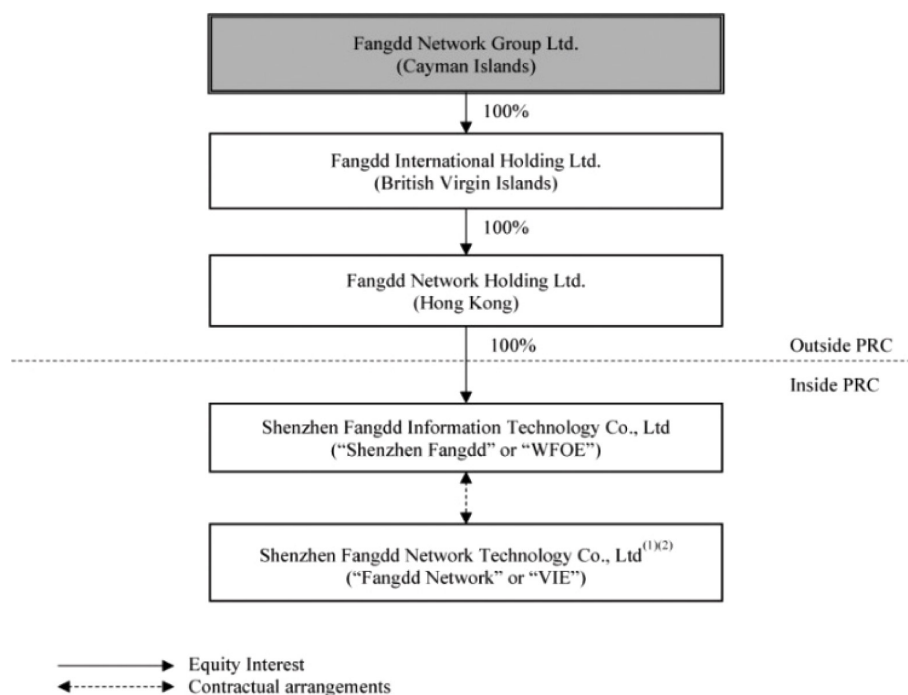 Fangdd Network Group Ltd.
(Cayman Islands)
100%
Fangdd International Holding Ltd.
(British Virgin Islands)
100%
Fangdd Network Holding Ltd.
(Hong Kong)
100%
Outside PRC
Inside PRC
Shenzhen Fangdd Information Technology Co., Ltd
(“Shenzhen Fangdd” or “WFOE”)
Shenzhen Fangdd Network Technology Co., Ltd(1)(2)
(“Fangdd Network” or “VIE”)
Equity Interest
Contractual arrangements